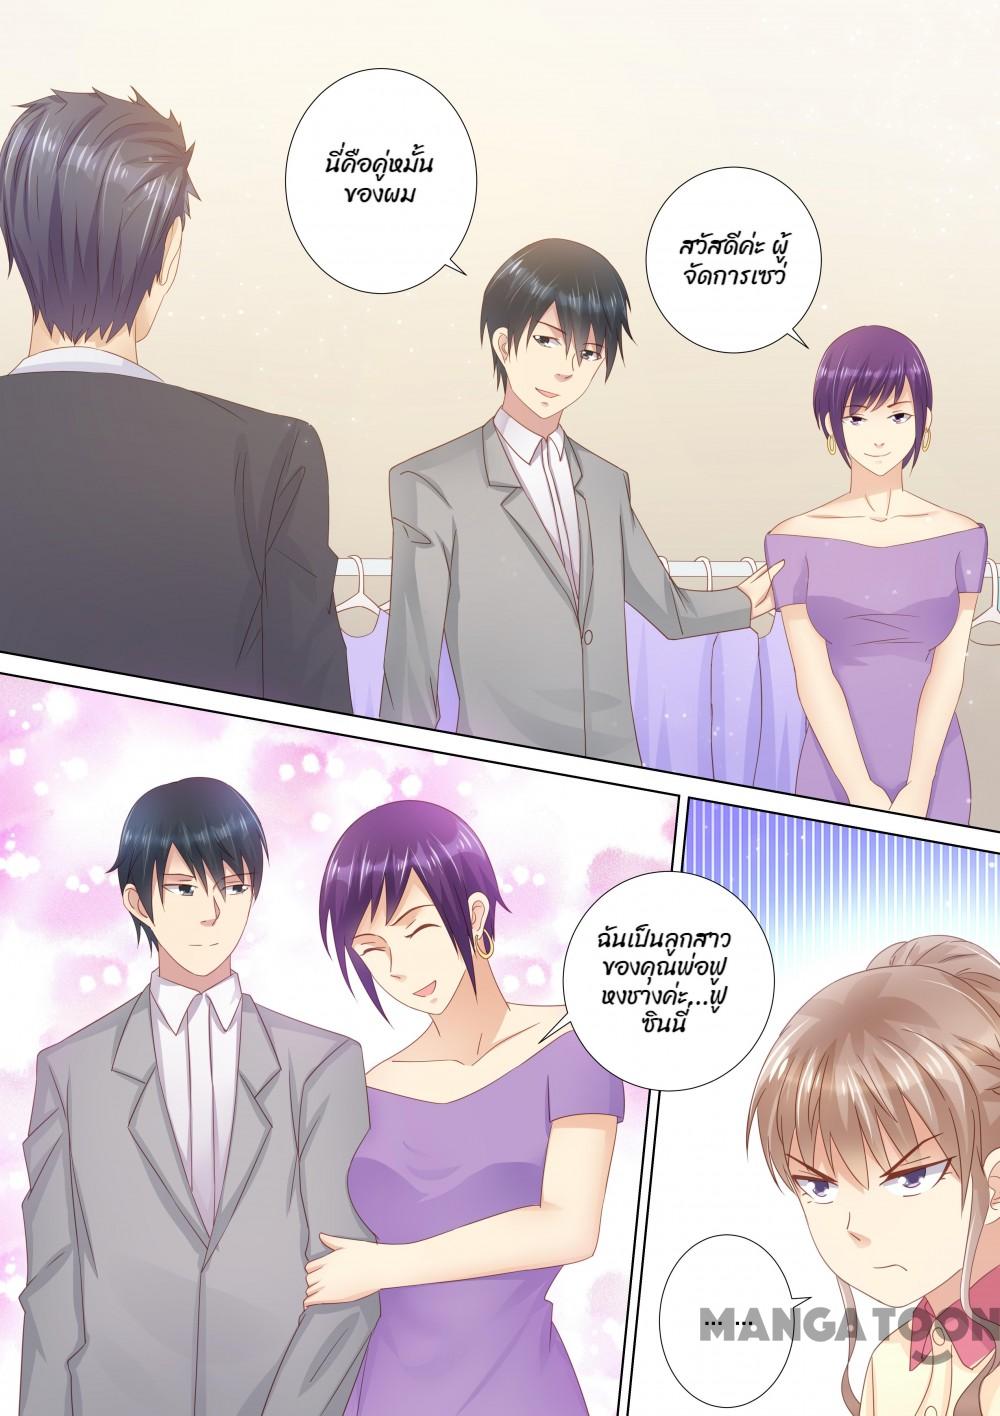 นี่คือคู่หมั้น
ของผม
สวัสดีค่ะ ผู้
จัดการเซว่
ฉันเป็นลูกสาว
ของคุณพ่อฟู
หงชางค่ะ...ฟู
ซินนี่
... ...
MANGATOON